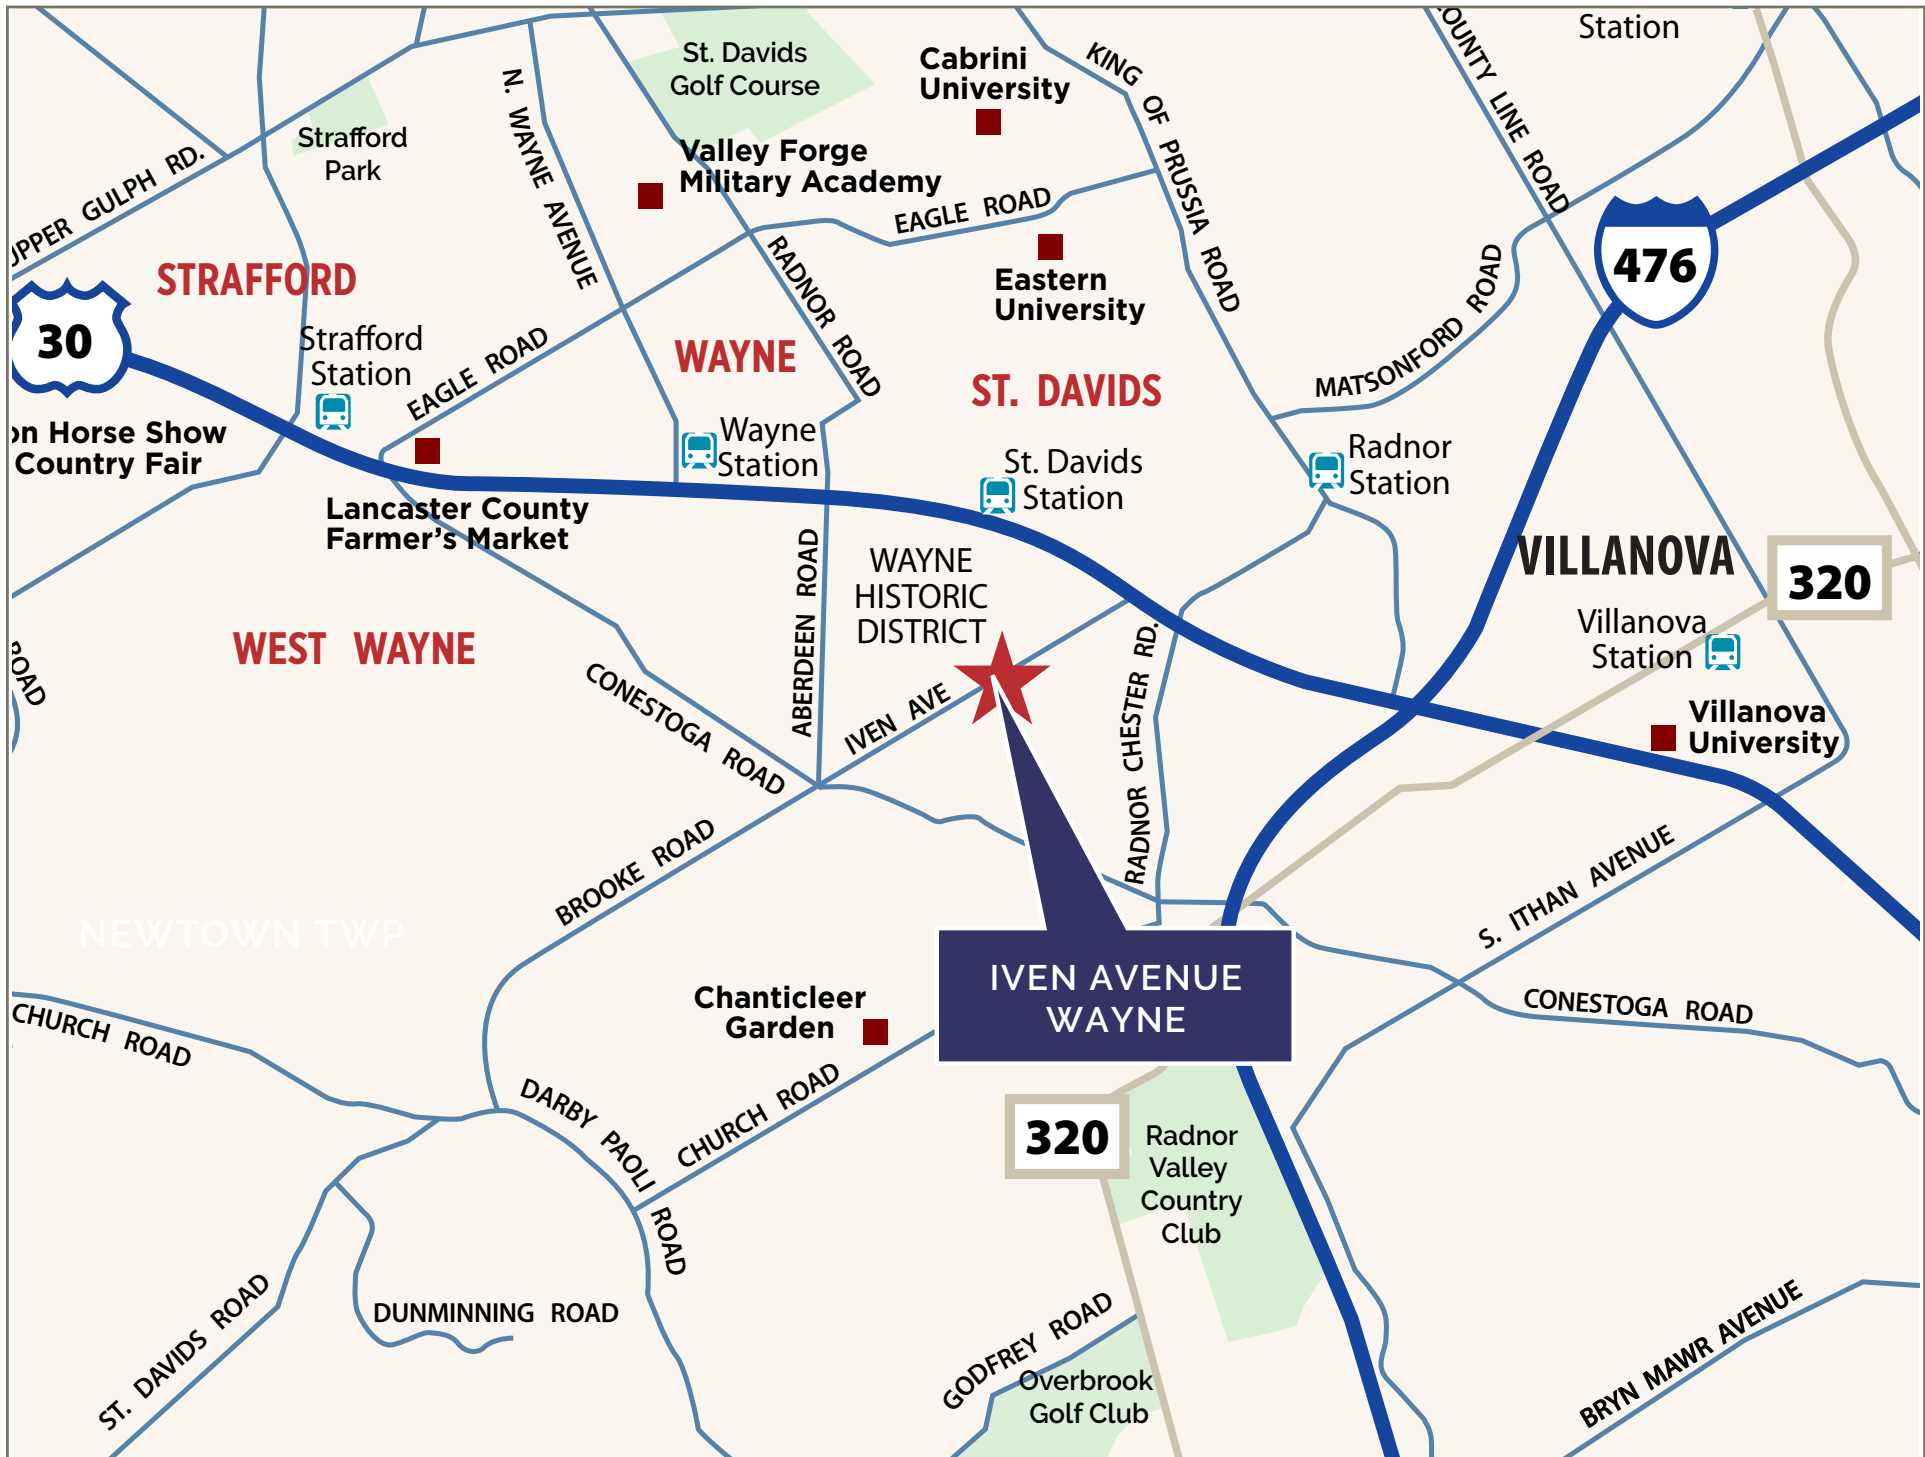 Station
St. Davids
Golf Course
Cabrini
University
KING OF PRUSSIA ROAD
COUNTY LINE ROAD
N. WAYNE AVENUE
Strafford
Park
Valley Forge
Military Academy
UPPER GULPH RD.
EAGLE ROAD
RADNOR ROAD
STRAFFORD
Eastern
University
476
MATSONFORD ROAD
30
Strafford
Station
EAGLE ROAD
WAYNE
ST. DAVIDS
on Horse Show
Country Fair
Wayne
Station
St. Davids
Station
Radnor
Station
Lancaster County
Farmer's Market
ABERDEEN ROAD
WAYNE
HISTORIC
DISTRICT
VILLANOVA
320
Villanova
Station
WEST WAYNE
ROAD
CONESTOGA ROAD
IVEN AVE
RADNOR CHESTER RD.
Villanova
University
BROOKE ROAD
S. ITHAN AVENUE
NEWTOWN TWP
IVEN AVENUE
WAYNE
Chanticleer
Garden
CONESTOGA ROAD
CHURCH ROAD
DARBY PAOLI ROAD
CHURCH ROAD
320
Radnor
Valley
Country
Club
DUNMINNING ROAD
ST. DAVIDS ROAD
GODFREY ROAD
Overbrook
Golf Club
BRYN MAWR AVENUE